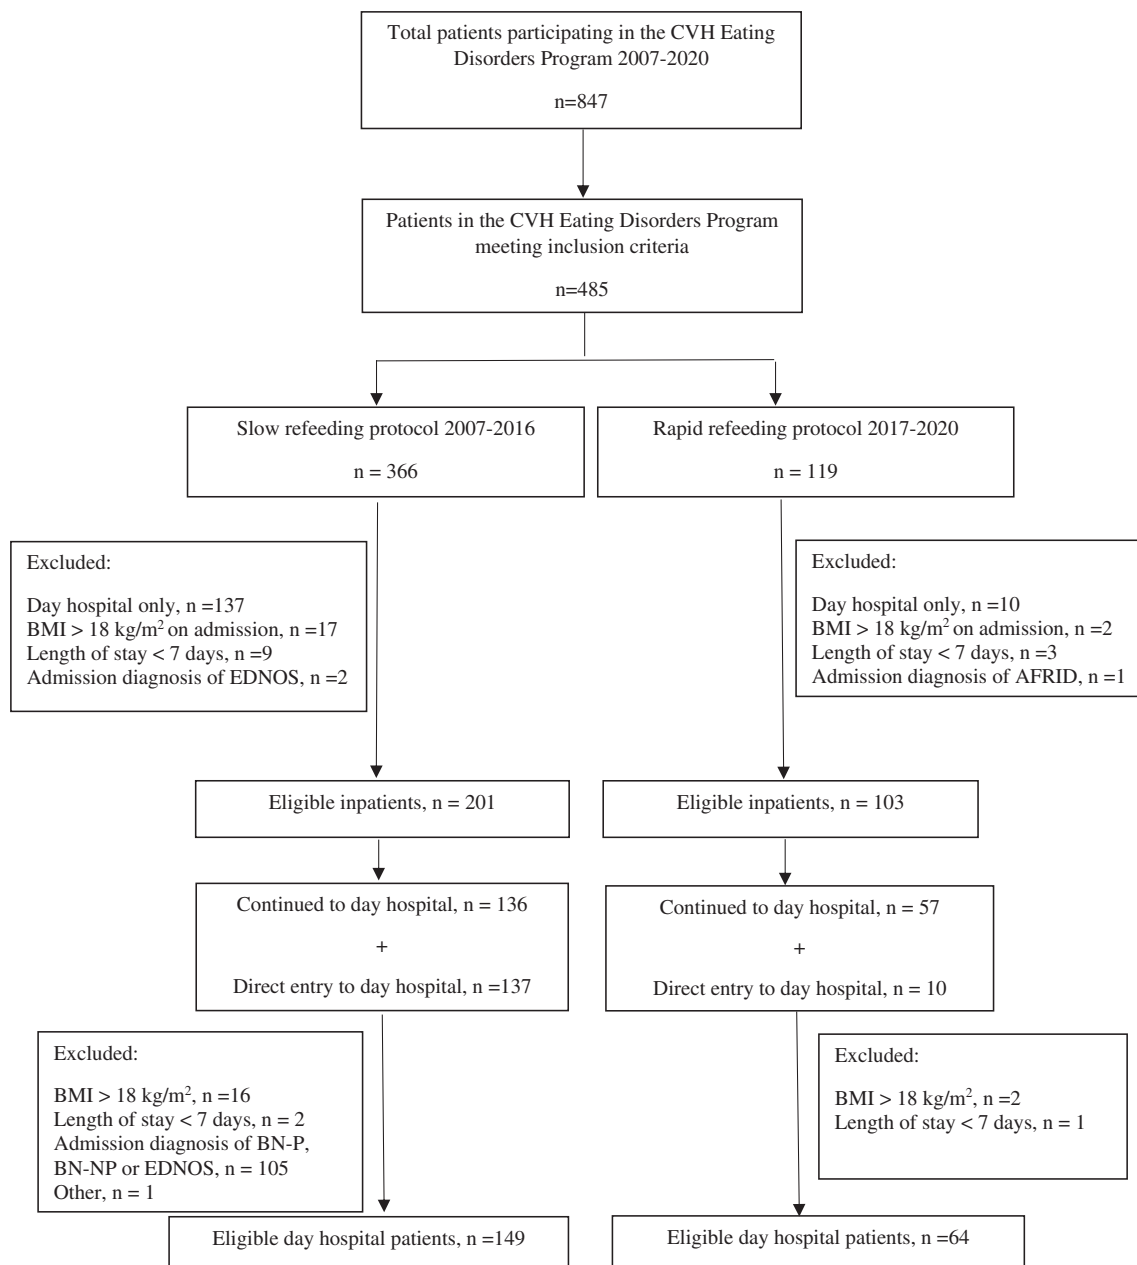 Total patients participating in the CVH Eating
Disorders Program 2007-2020
n=847
Patients in the CVH Eating Disorders Program
meeting inclusion criteria
n=485
Slow refeeding protocol 2007-2016
n = 366
Rapid refeeding protocol 2017-2020
n = 119
Excluded:
Day hospital only, n =137
BMI > 18 kg/m² on admission, n =17
Length of stay < 7 days, n =9
Admission diagnosis of EDNOS, n =2
Excluded:
Day hospital only, n =10
BMI > 18 kg/m² on admission, n =2
Length of stay < 7 days, n =3
Admission diagnosis of AFRID, n =1
Eligible inpatients, n = 201
Eligible inpatients, n = 103
Continued to day hospital, n = 136
+
Direct entry to day hospital, n =137
Continued to day hospital, n = 57
+
Direct entry to day hospital, n = 10
Excluded:
BMI > 18 kg/m², n =16
Length of stay < 7 days, n = 2
Admission diagnosis of BN-P,
BN-NP or EDNOS, n = 105
Other, n = 1
Excluded:
BMI > 18 kg/m², n =2
Length of stay < 7 days, n = 1
Eligible day hospital patients, n =149
Eligible day hospital patients, n =64